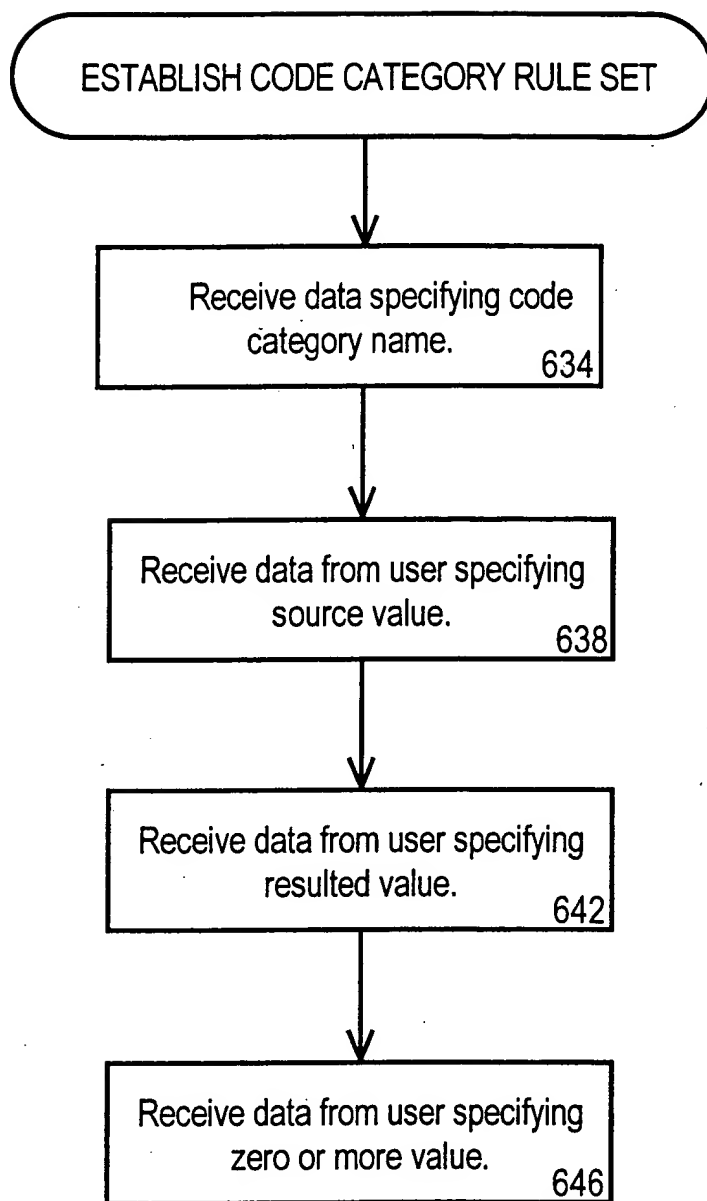 ESTABLISH CODE CATEGORY RULE SET
Receive data specifying code
category name.
634
Receive data from user specifying
source value.
638
Receive data from user specifying
resulted value.
642
Receive data from user specifying
zero or more value.
646